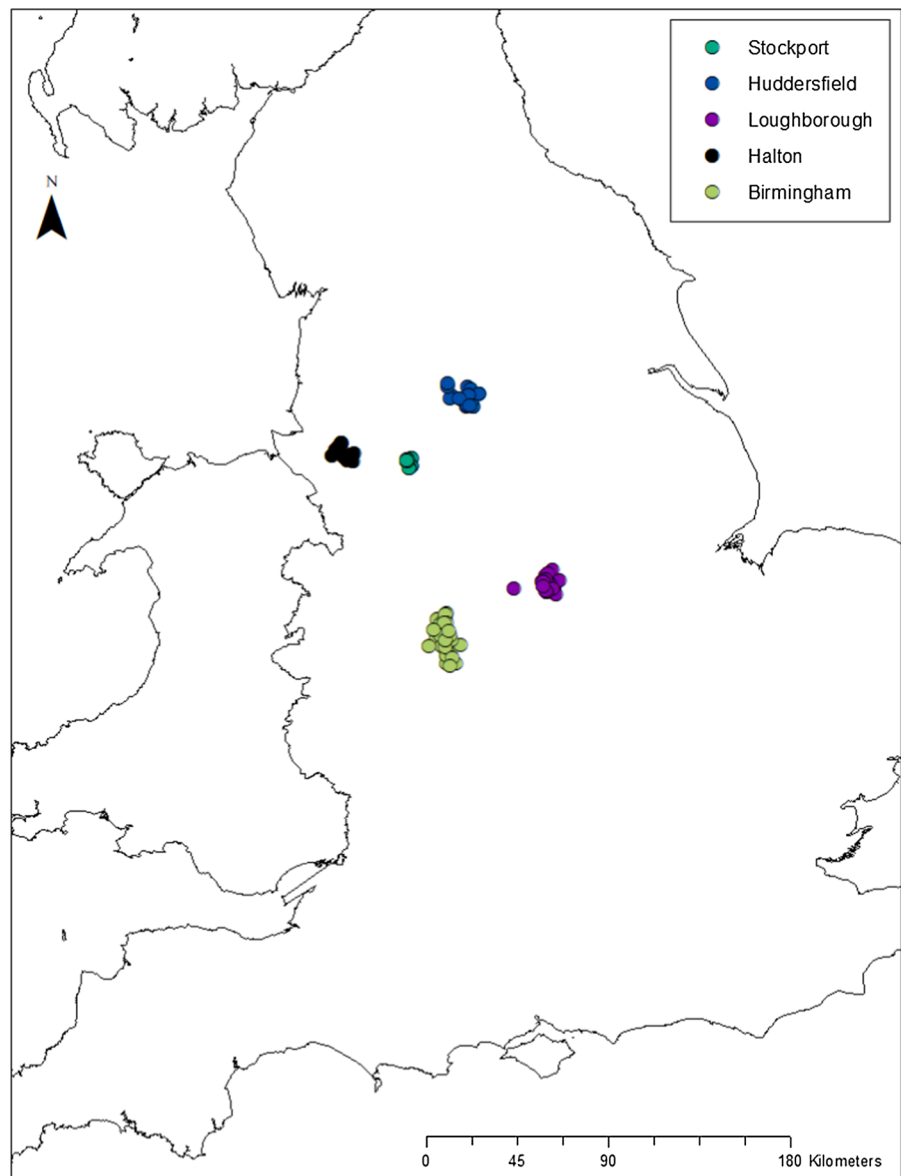 Stockport
Huddersfield
Loughborough
Halton
Birmingham
N
0 45 90 180 Kilometers